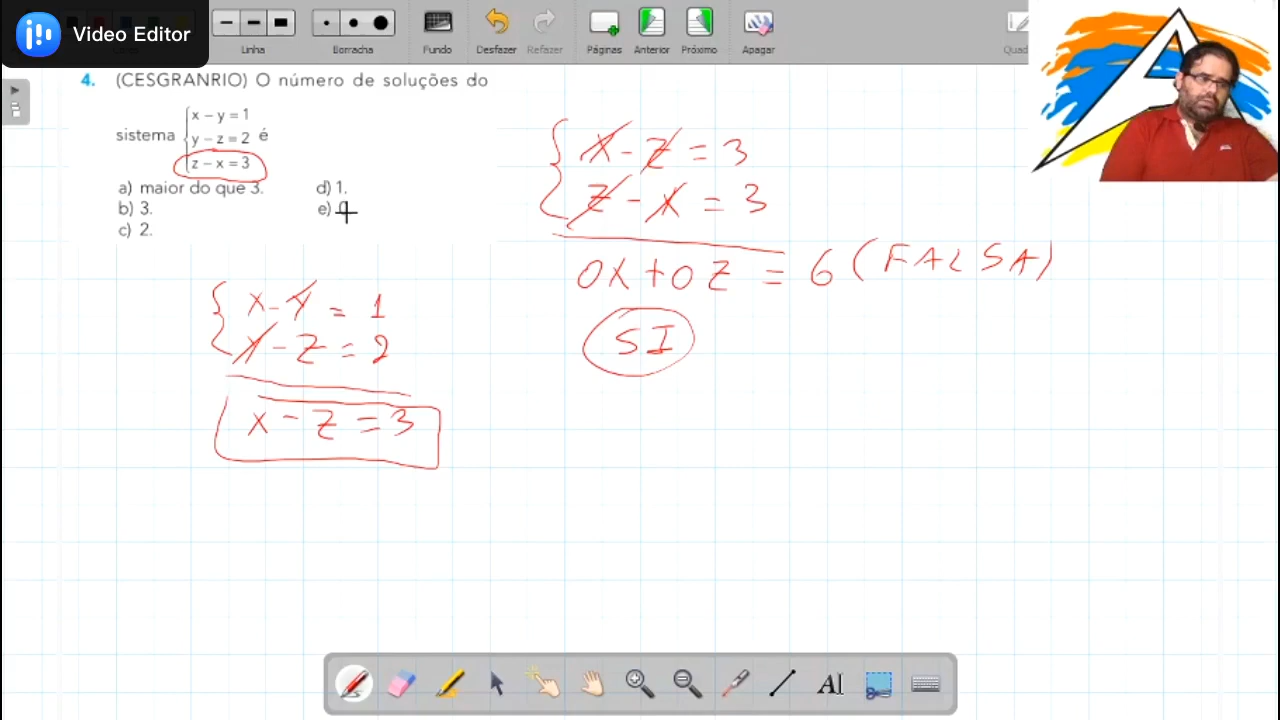 Video Editor
Linha
Borracha
Fundo
Desfazer
Refazer
Páginas
Anterior
Próximo
Apagar
4. (CESGRANRIO) O número de soluções do
x – y = 1
sistema y – z = 2 é
z – x = 3
a) maior do que 3.
d) 1.
b) 3.
e)
c) 2.
x - y = 1
y - z = 2
x - z = 3
x - z = 3
z - x = 3
0x + 0z = 6 (FALSA)
SI